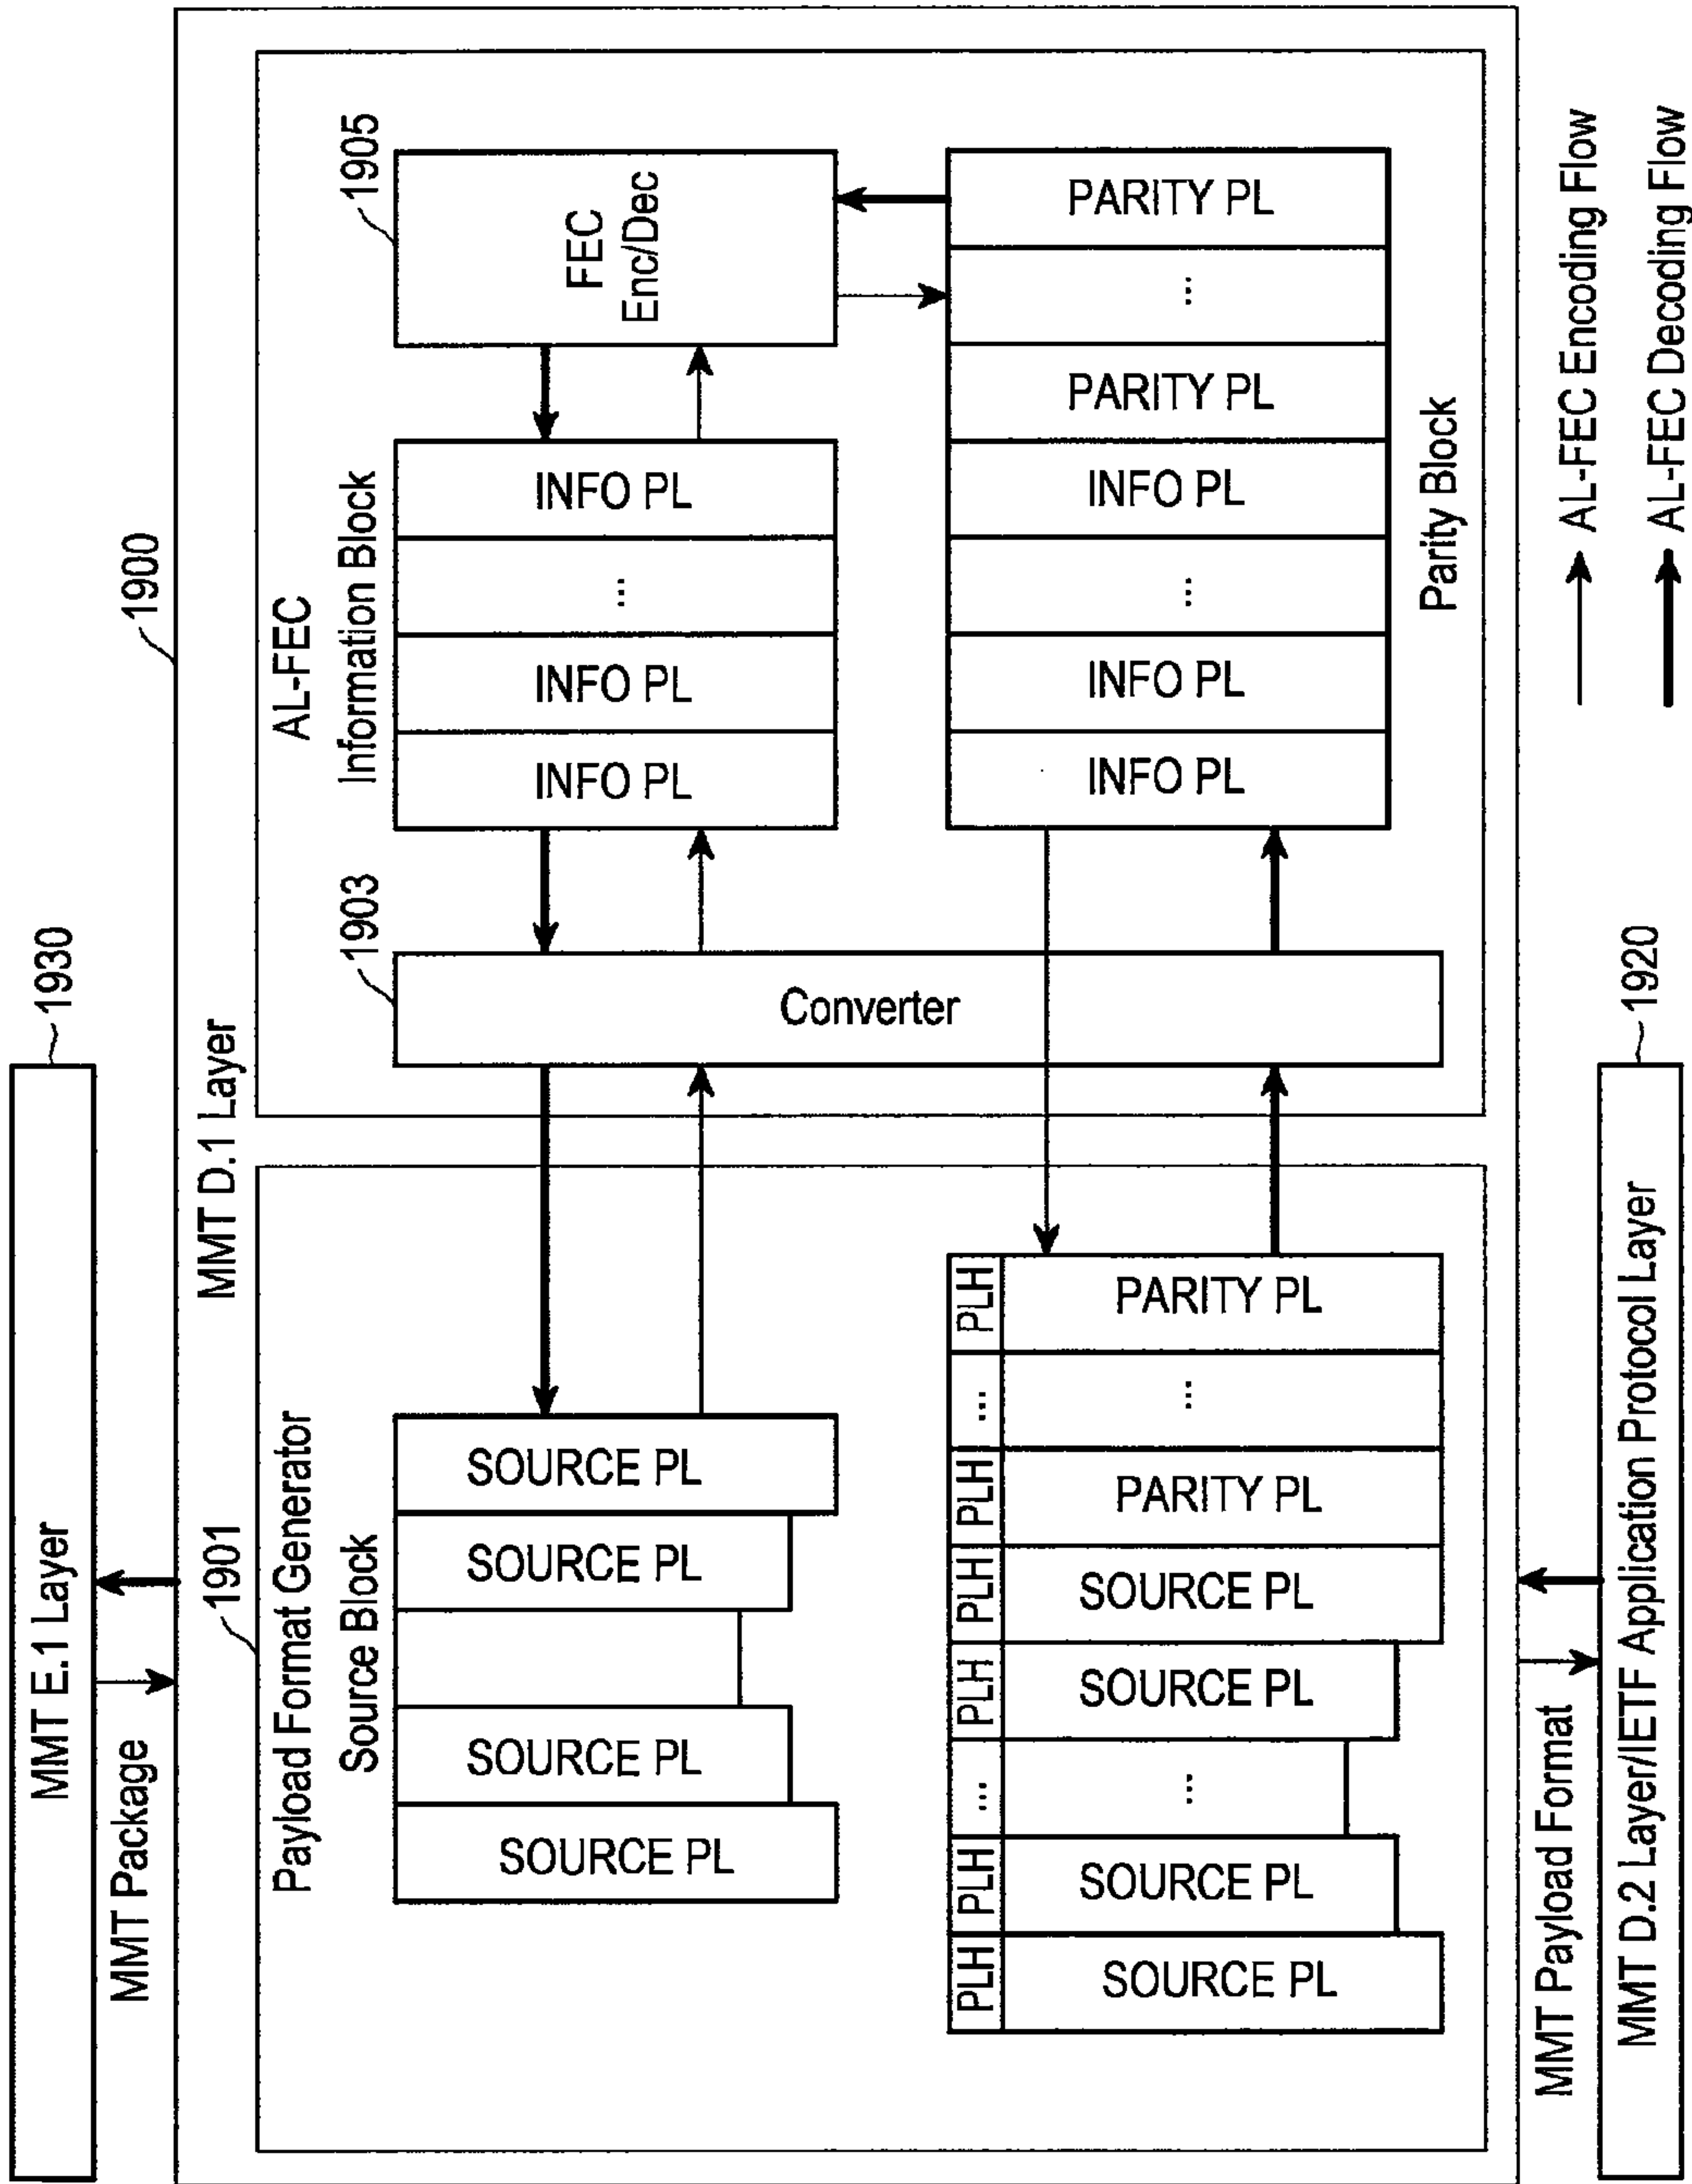 1930
MMT E.1 Layer
MMT Package
1900
MMT D.1 Layer
1901
Payload Format Generator
Source Block
SOURCE PL
SOURCE PL
SOURCE PL
SOURCE PL
PLH
PLH
...
PLH
PLH
PLH
...
PLH
SOURCE PL
SOURCE PL
...
SOURCE PL
SOURCE PL
PARITY PL
...
PARITY PL
1903
Converter
AL-FEC
Information Block
INFO PL
INFO PL
...
INFO PL
1905
FEC
Enc/Dec
INFO PL
INFO PL
...
INFO PL
PARITY PL
...
PARITY PL
Parity Block
MMT Payload Format
1920
MMT D.2 Layer/IETF Application Protocol Layer
AL-FEC Encoding Flow
AL-FEC Decoding Flow